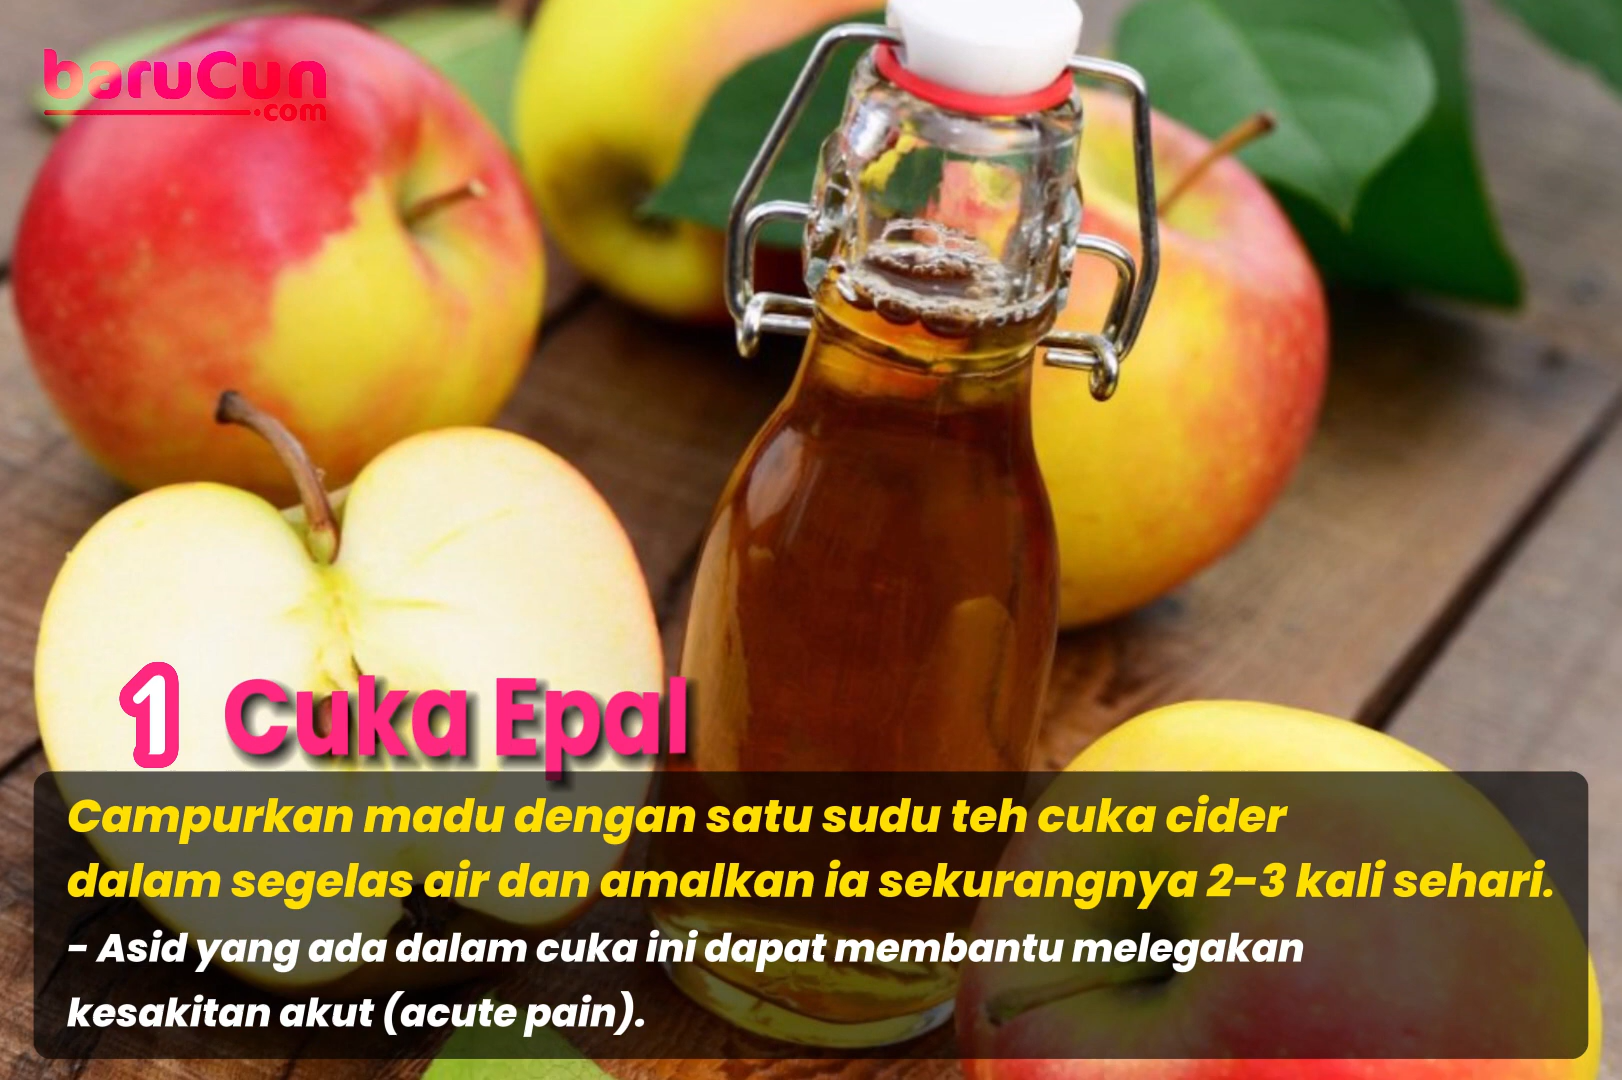 baruCun
.com
1 Cuka Epal
Campurkan madu dengan satu sudu teh cuka cider
dalam segelas air dan amalkan ia sekurangnya 2-3 kali sehari.
- Asid yang ada dalam cuka ini dapat membantu melegakan
kesakitan akut (acute pain).